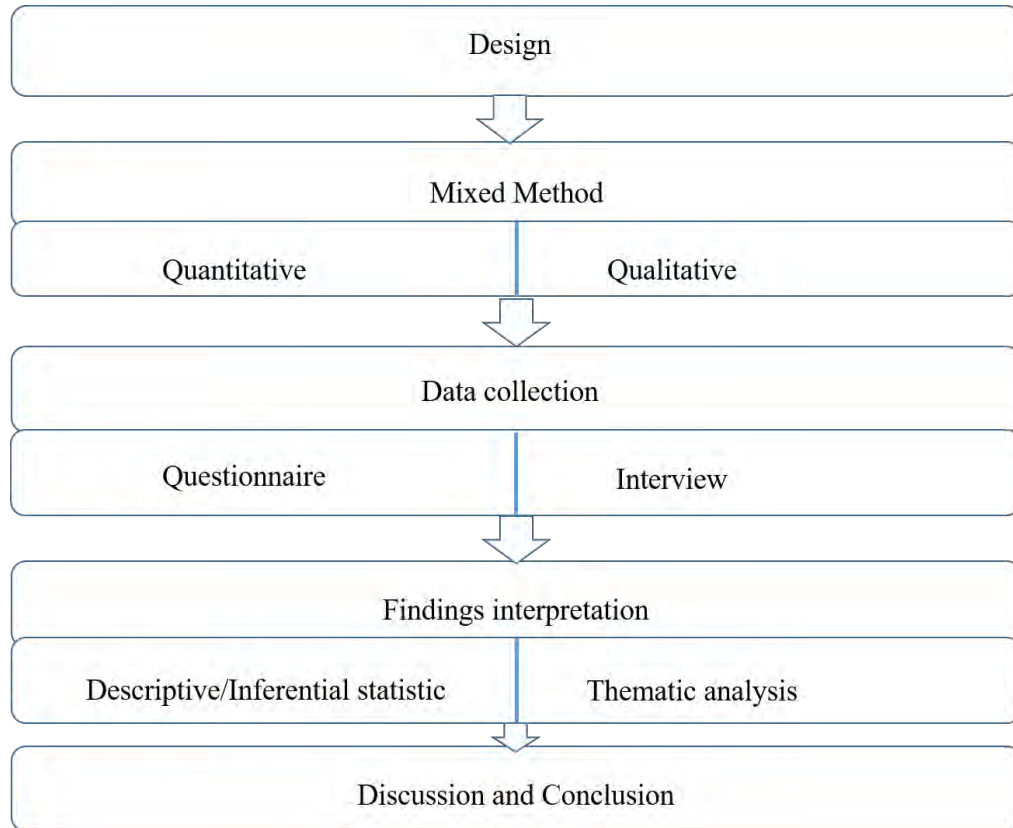 Design
Mixed Method
Quantitative
Qualitative
Data collection
Questionnaire
Interview
Findings interpretation
Descriptive/Inferential statistic
Thematic analysis
Discussion and Conclusion